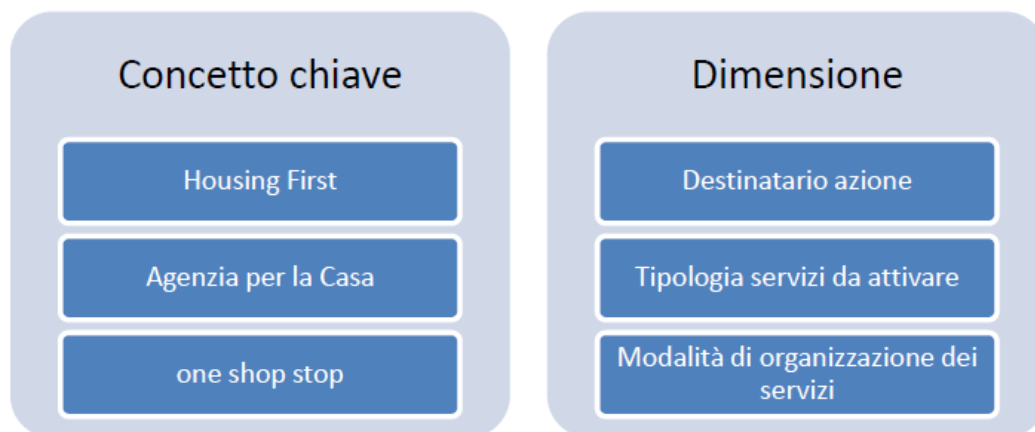 Concetto chiave
Housing First
Agenzia per la Casa
one shop stop
Dimensione
Destinatario azione
Tipologia servizi da attivare
Modalità di organizzazione dei
servizi